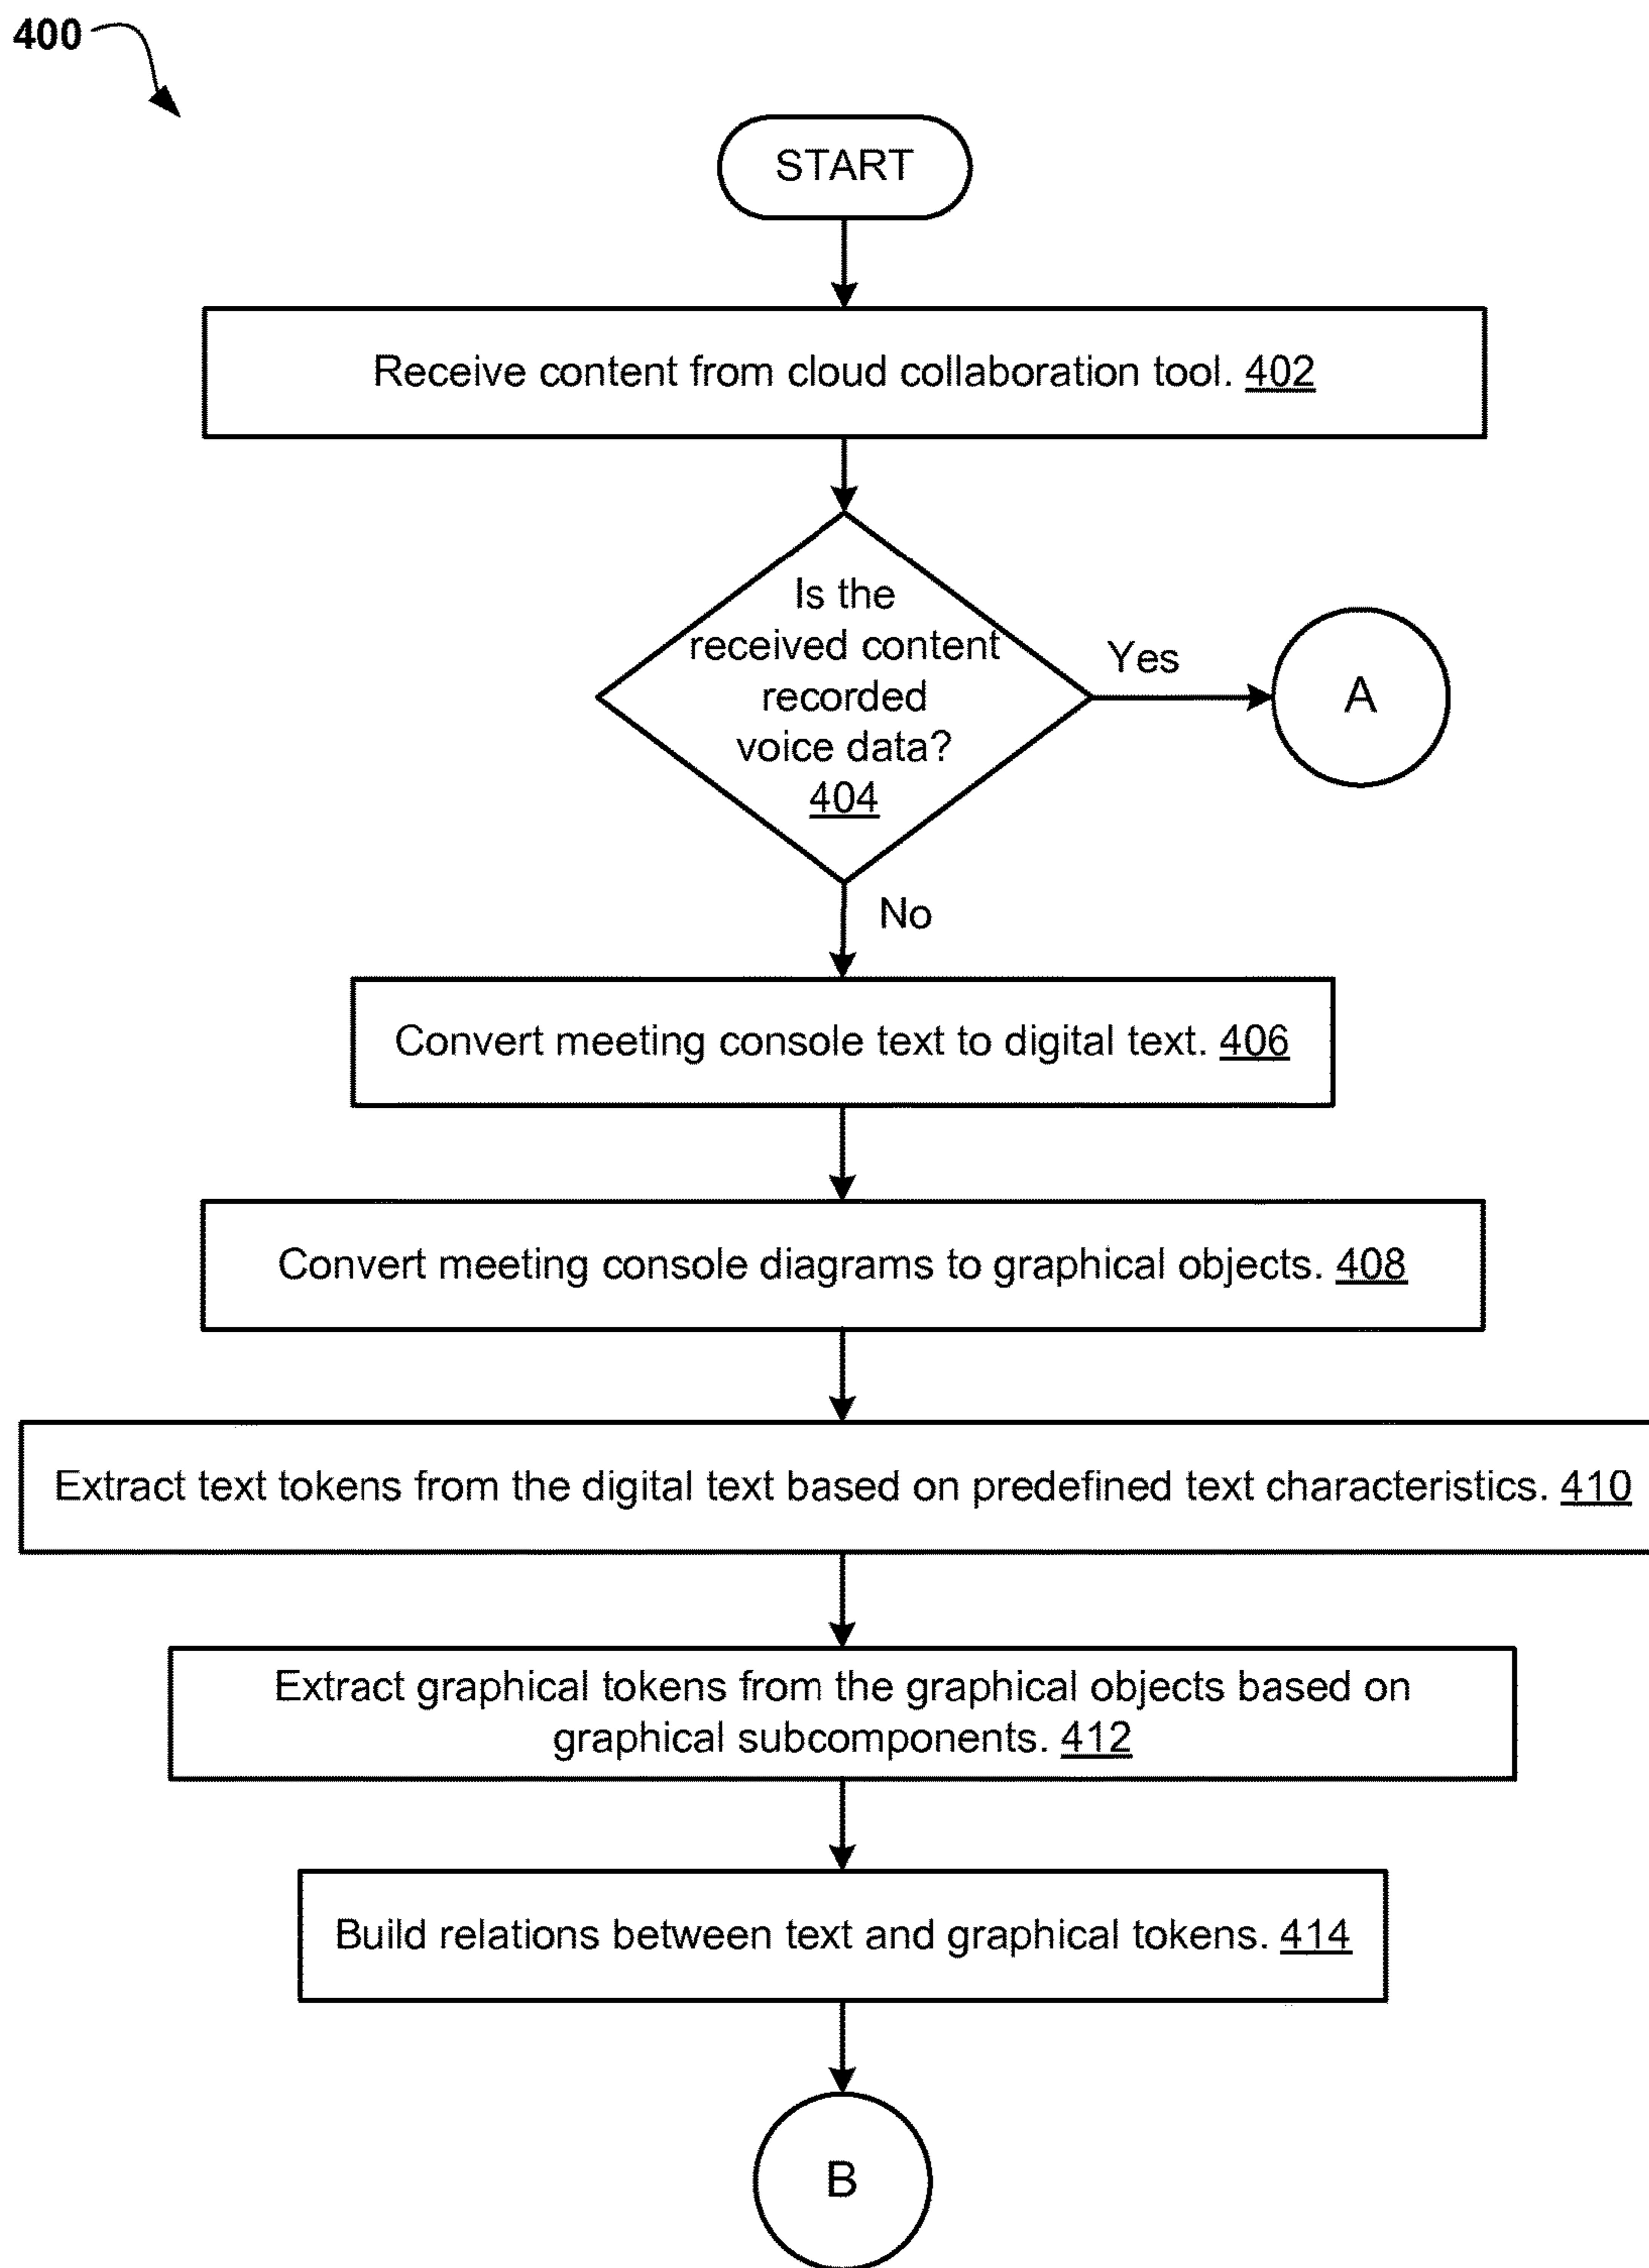 400
START
Receive content from cloud collaboration tool. 402
Is the
received content
recorded
voice data?
404
Yes
A
No
Convert meeting console text to digital text. 406
Convert meeting console diagrams to graphical objects. 408
Extract text tokens from the digital text based on predefined text characteristics. 410
Extract graphical tokens from the graphical objects based on
graphical subcomponents. 412
Build relations between text and graphical tokens. 414
B